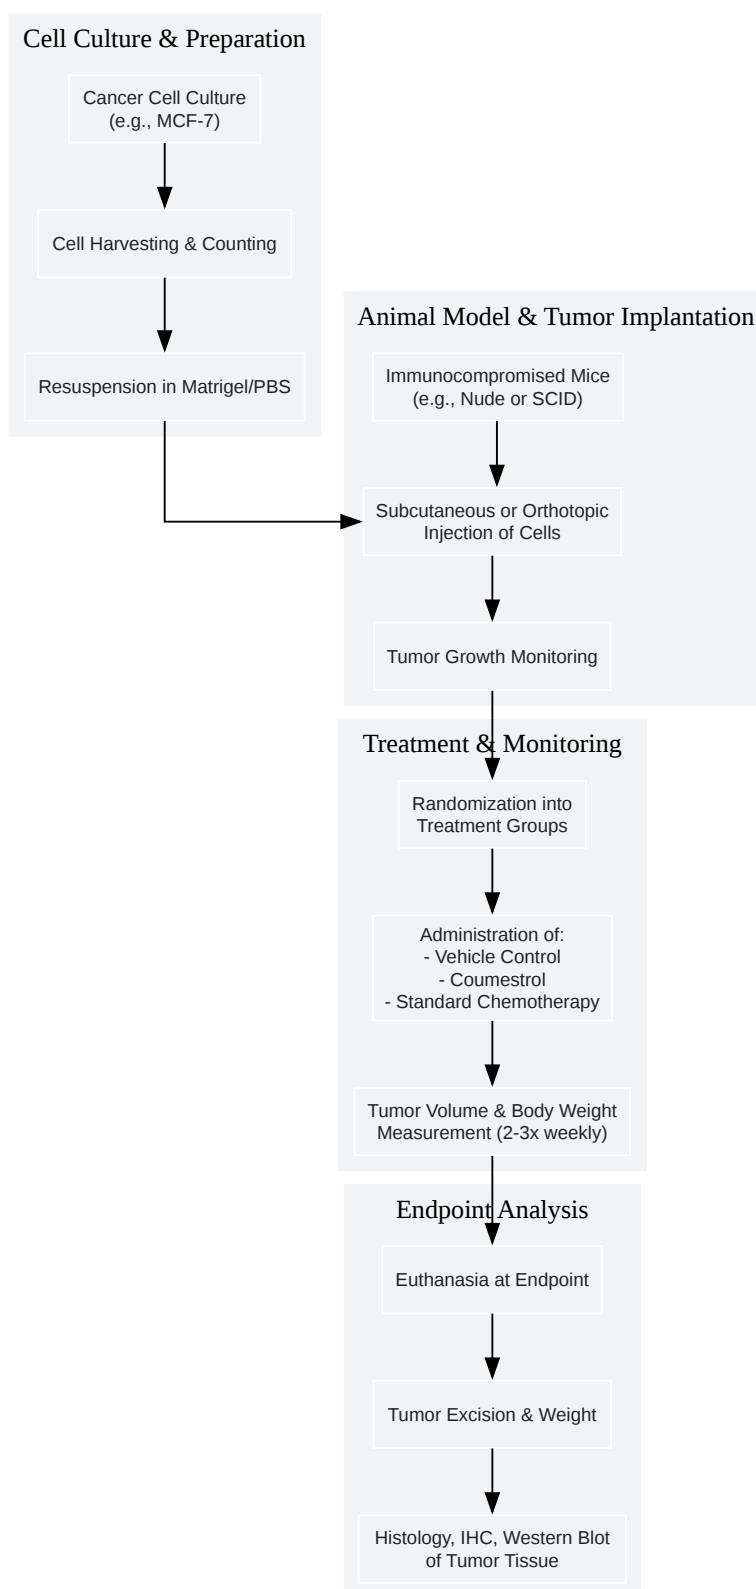 Cell Culture & Preparation
Cancer Cell Culture
(e.g., MCF-7)
Cell Harvesting & Counting
Resuspension in Matrigel/PBS
Animal Model & Tumor Implantation
Immunocompromised Mice
(e.g., Nude or SCID)
Subcutaneous or Orthotopic
Injection of Cells
Tumor Growth Monitoring
Treatment & Monitoring
Randomization into
Treatment Groups
Administration of:
- Vehicle Control
- Coumestrol
- Standard Chemotherapy
Tumor Volume & Body Weight
Measurement (2-3x weekly)
Endpoint Analysis
Euthanasia at Endpoint
Tumor Excision & Weight
Histology, IHC, Western Blot
of Tumor Tissue